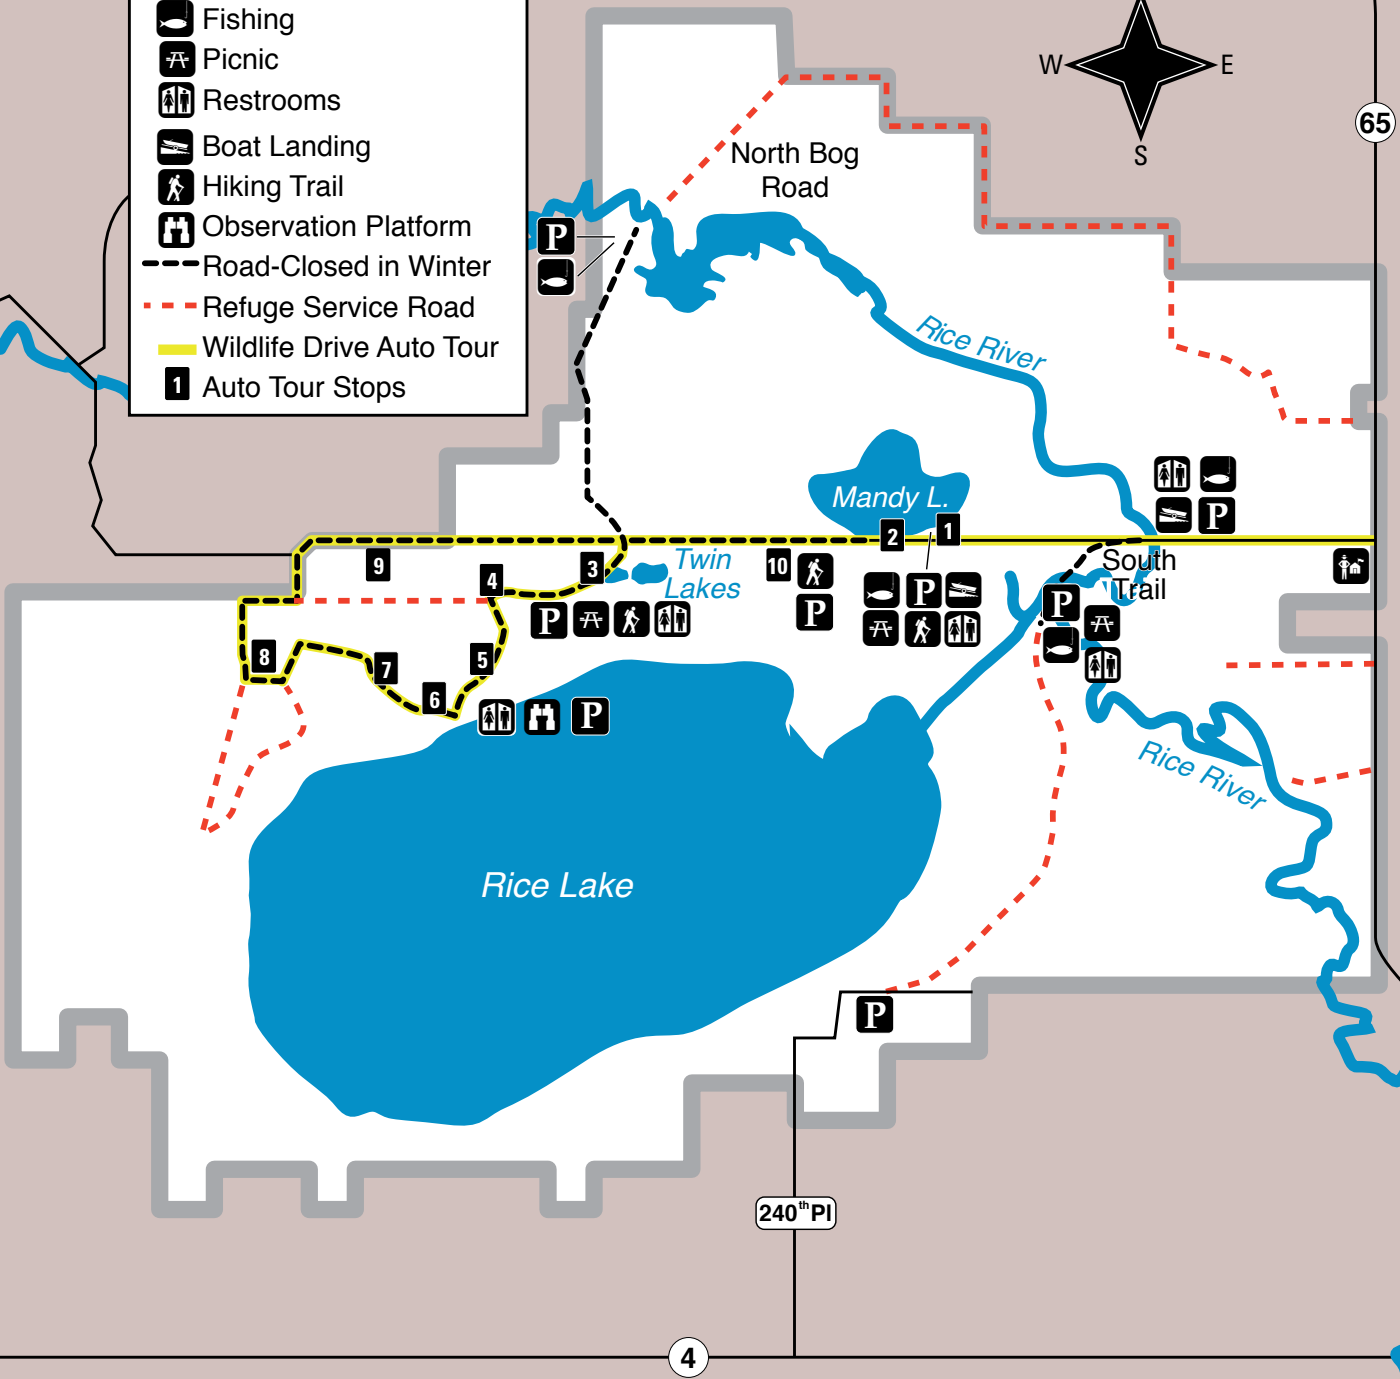 Fishing
Picnic
Restrooms
Boat Landing
Hiking Trail
Observation Platform
Road-Closed in Winter
Refuge Service Road
Wildlife Drive Auto Tour
1 Auto Tour Stops
W E
S
65
North Bog
Road
P
Rice River
Mandy L.
2
1
P
9
3
4
Twin
Lakes
10
South
Trail
P
P
P
P
8
7
5
6
P
Rice River
Rice Lake
P
240th Pl
4